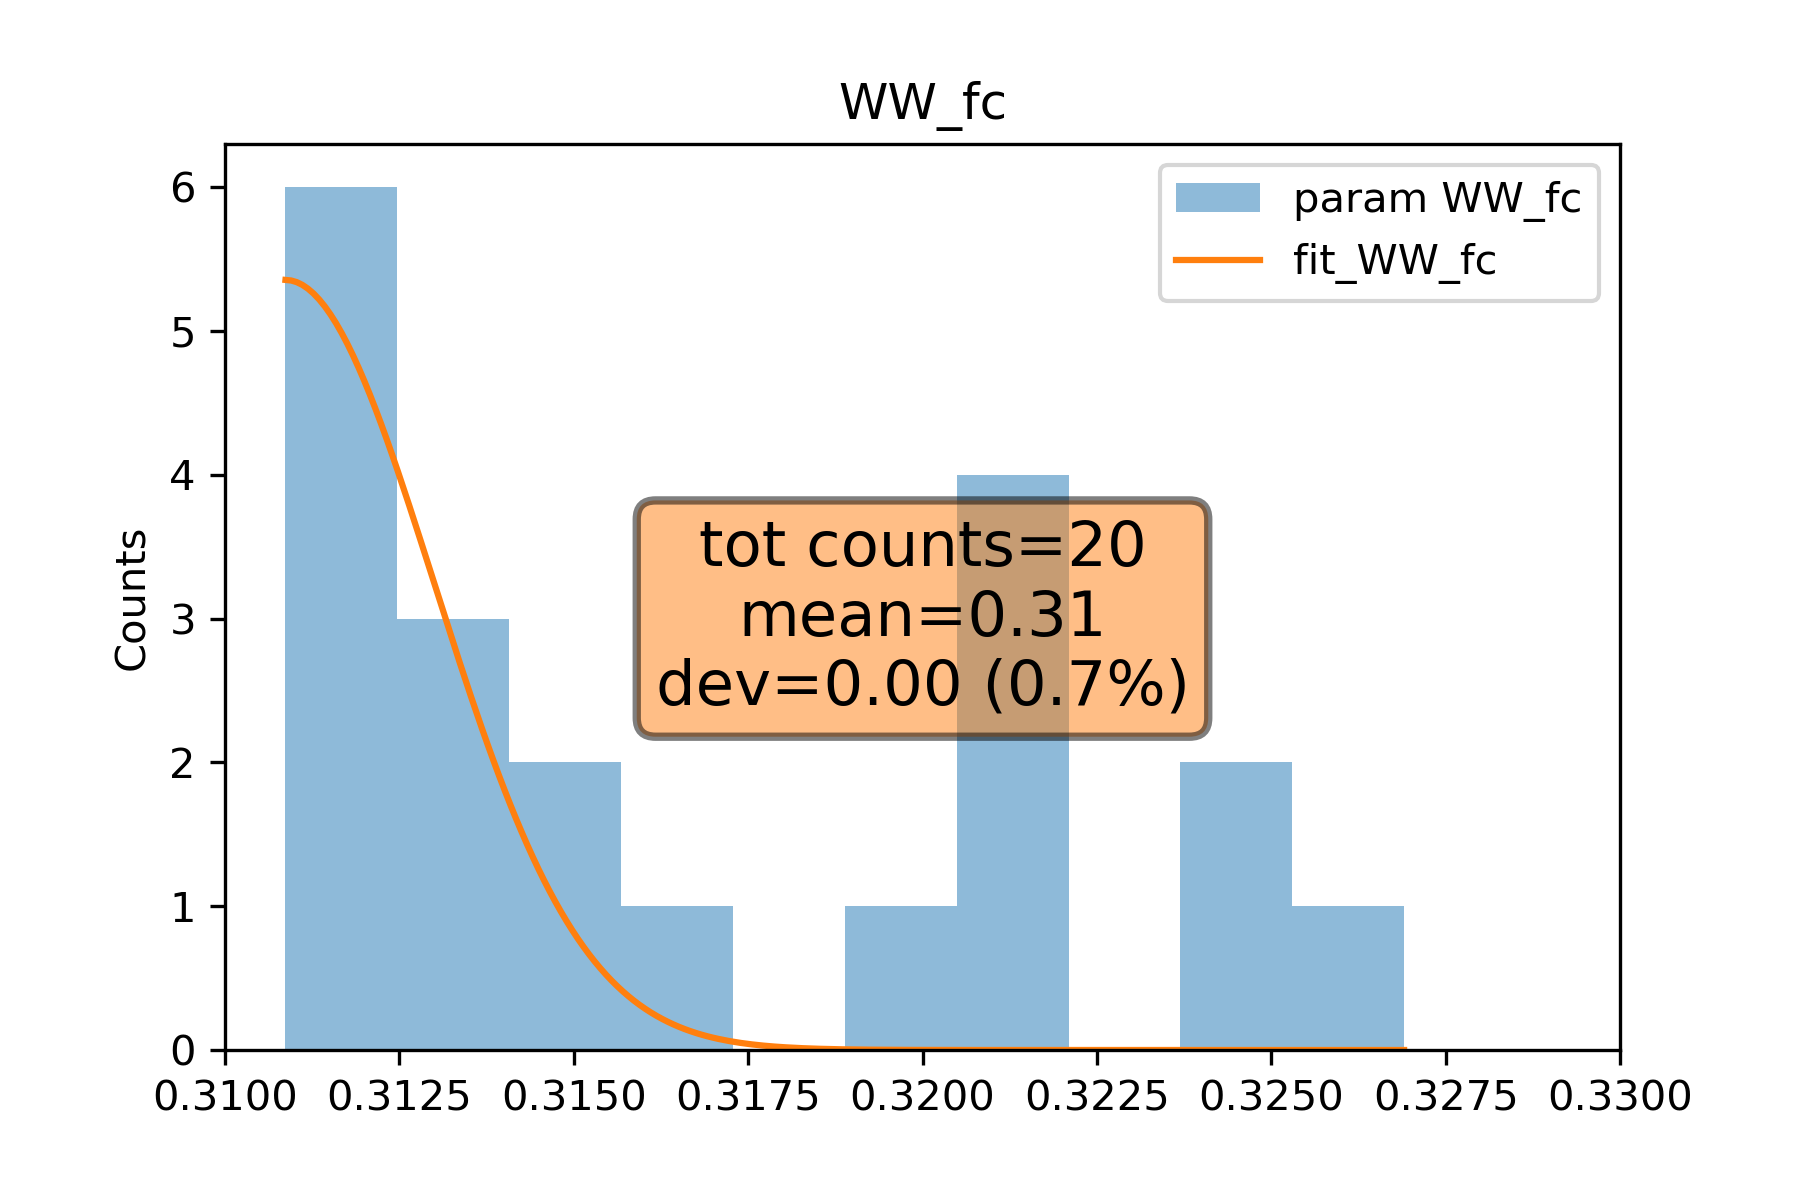 WW_fc
param WW_fc
fit_WW_fc
6
5
4
3
2
1
0
Counts
tot counts=20
mean=0.31
dev=0.00 (0.7%)
0.3100 0.3125 0.3150 0.3175 0.3200 0.3225 0.3250 0.3275 0.3300